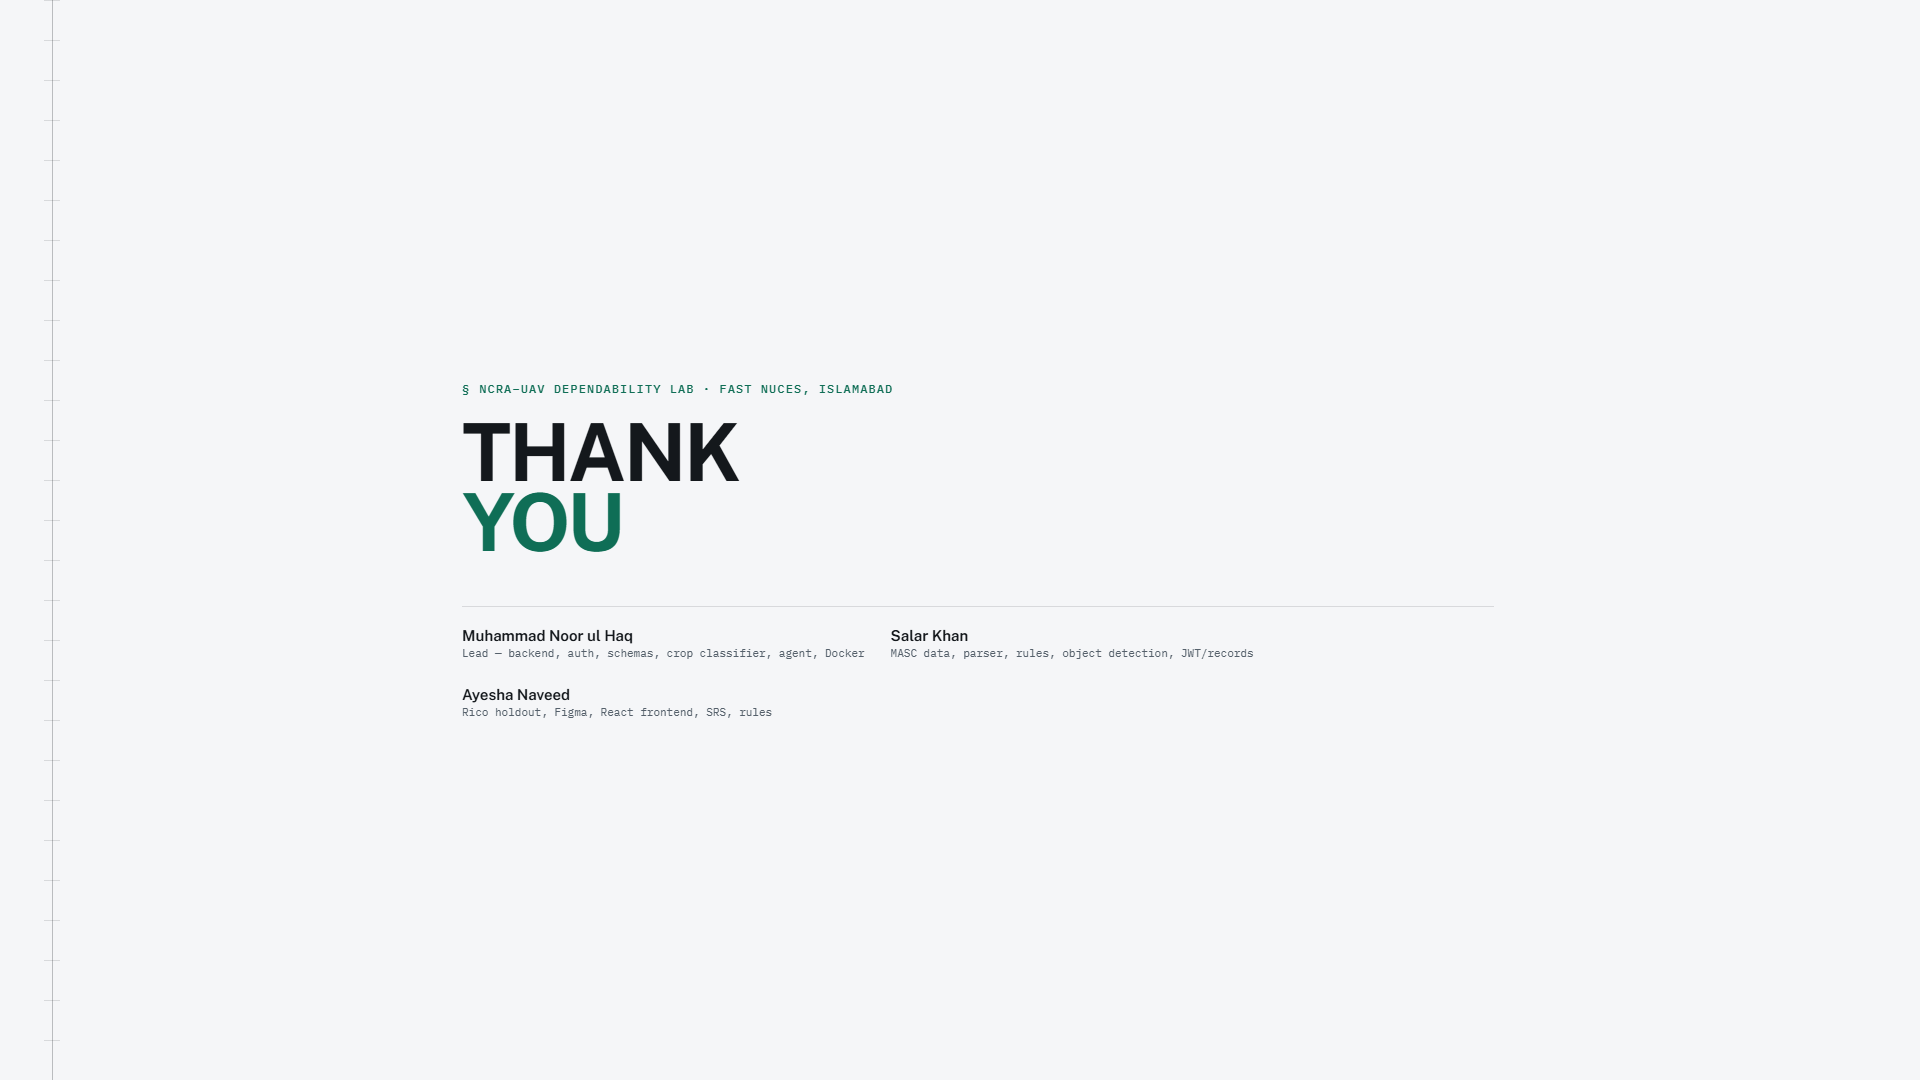 § NCRA–UAV DEPENDABILITY LAB · FAST NUCES, ISLAMABAD
THANK
YOU
Muhammad Noor ul Haq
Lead — backend, auth, schemas, crop classifier, agent, Docker
Salar Khan
MASC data, parser, rules, object detection, JWT/records
Ayesha Naveed
Rico holdout, Figma, React frontend, SRS, rules